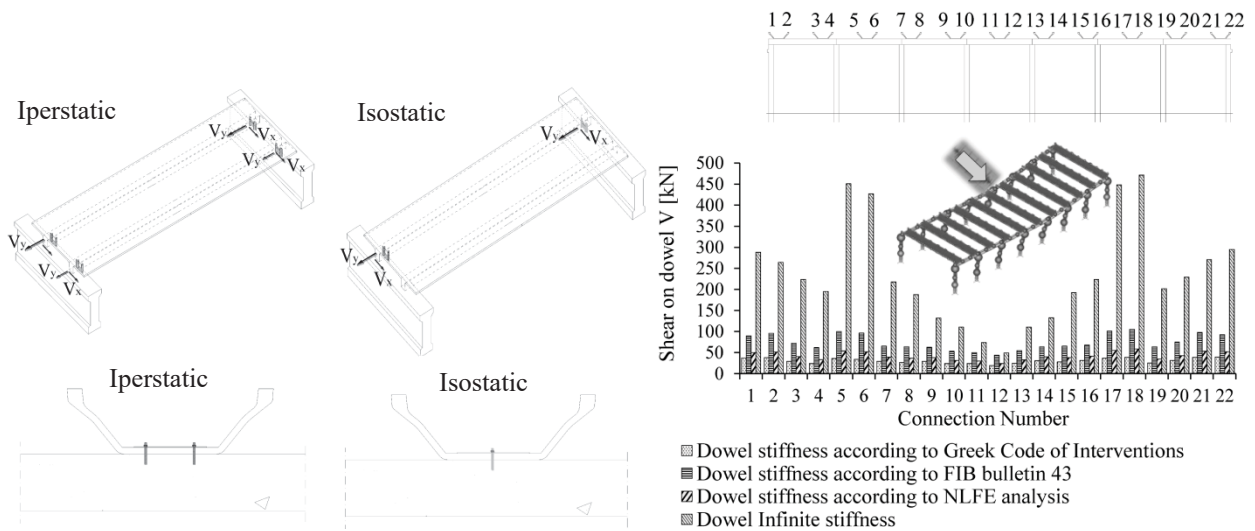 Iperstatic
Isostatic
Vy
Vx
Vy
Vx
Vy
Vy
Vx
Vy
Vx
Vy
Vx
Iperstatic
Isostatic
1 2 3 4 5 6 7 8 9 10 11 12 13 14 15 16 17 18 19 20 21 22
Shear on dowel V [kN]
500
450
400
350
300
250
200
150
100
50
0
1 2 3 4 5 6 7 8 9 10 11 12 13 14 15 16 17 18 19 20 21 22
Connection Number
Dowel stiffness according to Greek Code of Interventions
Dowel stiffness according to FIB bulletin 43
Dowel stiffness according to NLFE analysis
Dowel Infinite stiffness